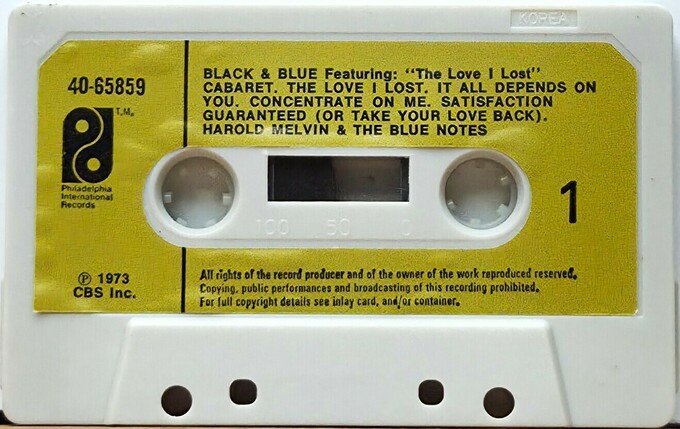 KOREA
40-65859
T.M.
Philadelphia
International
Records
℗ 1973
CBS Inc.
BLACK & BLUE Featuring: "The Love I Lost"
CABARET. THE LOVE I LOST. IT ALL DEPENDS ON
YOU. CONCENTRATE ON ME. SATISFACTION
GUARANTEED (OR TAKE YOUR LOVE BACK).
HAROLD MELVIN & THE BLUE NOTES
100 50 0
1
All rights of the record producer and of the owner of the work reproduced reserved.
Copying, public performances and broadcasting of this recording prohibited.
For full copyright details see inlay card, and/or container.